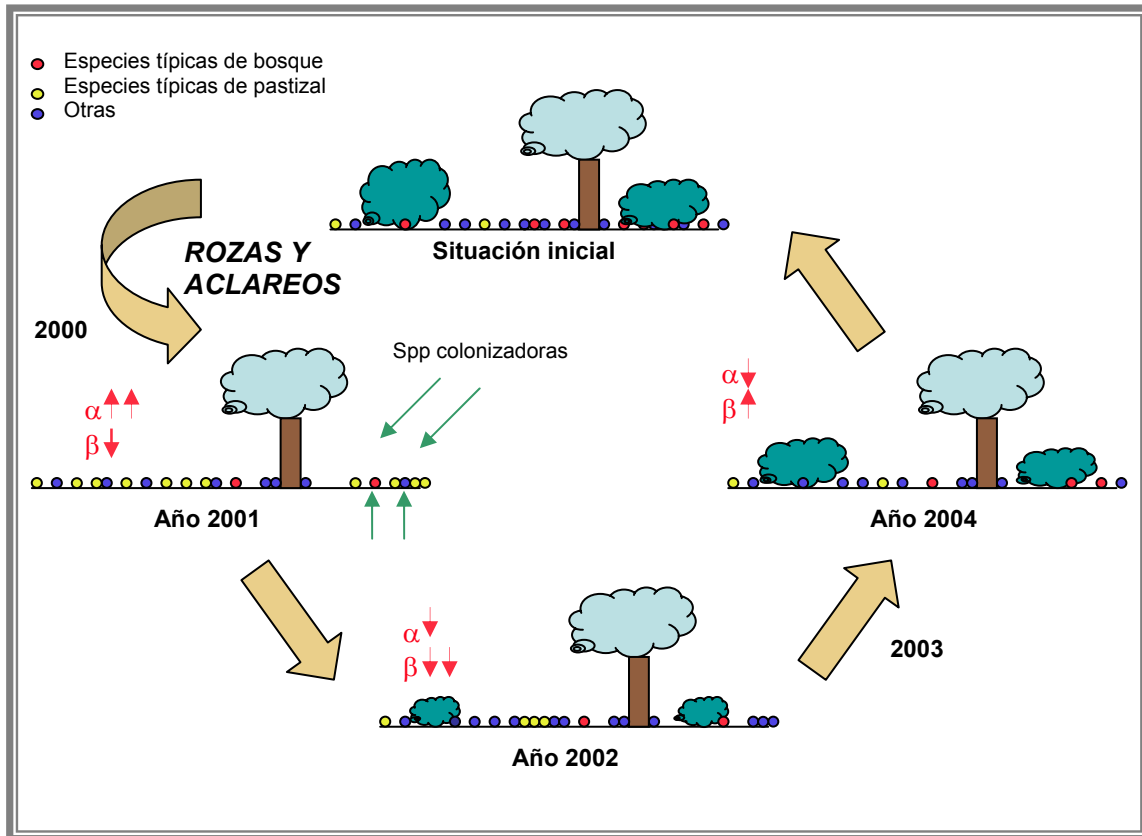 Especies típicas de bosque
Especies típicas de pastizal
Otras
Situación inicial
ROZAS Y
ACLAREOS
2000
Spp colonizadoras
α
β
Año 2001
α
β
Año 2002
2003
α
β
Año 2004